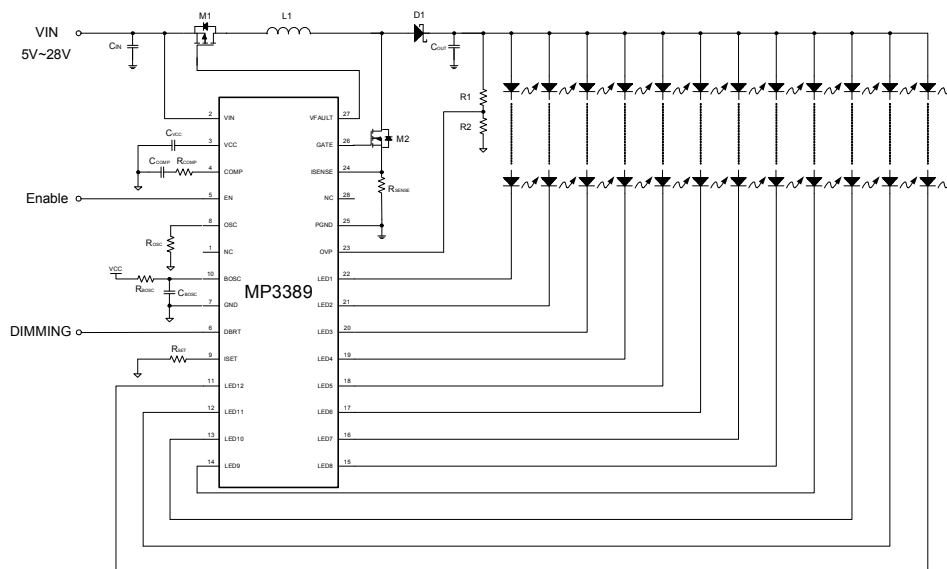 M1
L1
D1
VIN
5V~28V
CIN
COUT
R1
R2
M2
2
VIN
VFAULT
27
CVCC
3
VCC
GATE
26
CCOMP
RCOMP
4
COMP
ISENSE
24
RSENSE
Enable
5
EN
NC
28
8
OSC
PGND
25
ROSC
1
NC
OVP
23
VCC
10
BOSC
LED1
22
RBOSC
CBOSC
MP3389
7
GND
LED2
21
DIMMING
6
DBRT
LED3
20
RSET
9
ISET
LED4
19
11
LED12
LED5
18
12
LED11
LED6
17
13
LED10
LED7
16
14
LED9
LED8
15